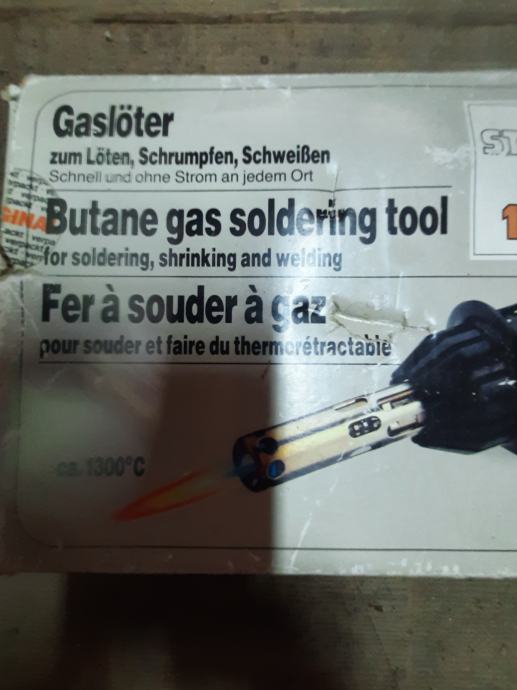 Gaslöter
zum Löten, Schrumpfen, Schweißen
Schnell und ohne Strom an jedem Ort
Butane gas soldering tool
for soldering, shrinking and welding
Fer à souder à gaz
pour souder et faire du thermorétractable
ca. 1300°C